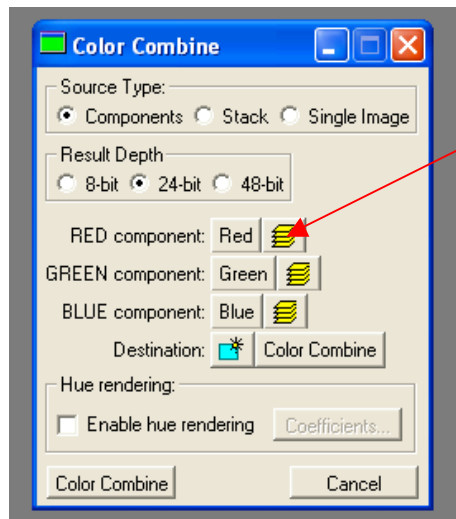 Color Combine
Source Type:
Components Stack Single Image
Result Depth
8-bit 24-bit 48-bit
RED component: Red
GREEN component: Green
BLUE component: Blue
Destination: Color Combine
Hue rendering:
Enable hue rendering Coefficients...
Color Combine Cancel